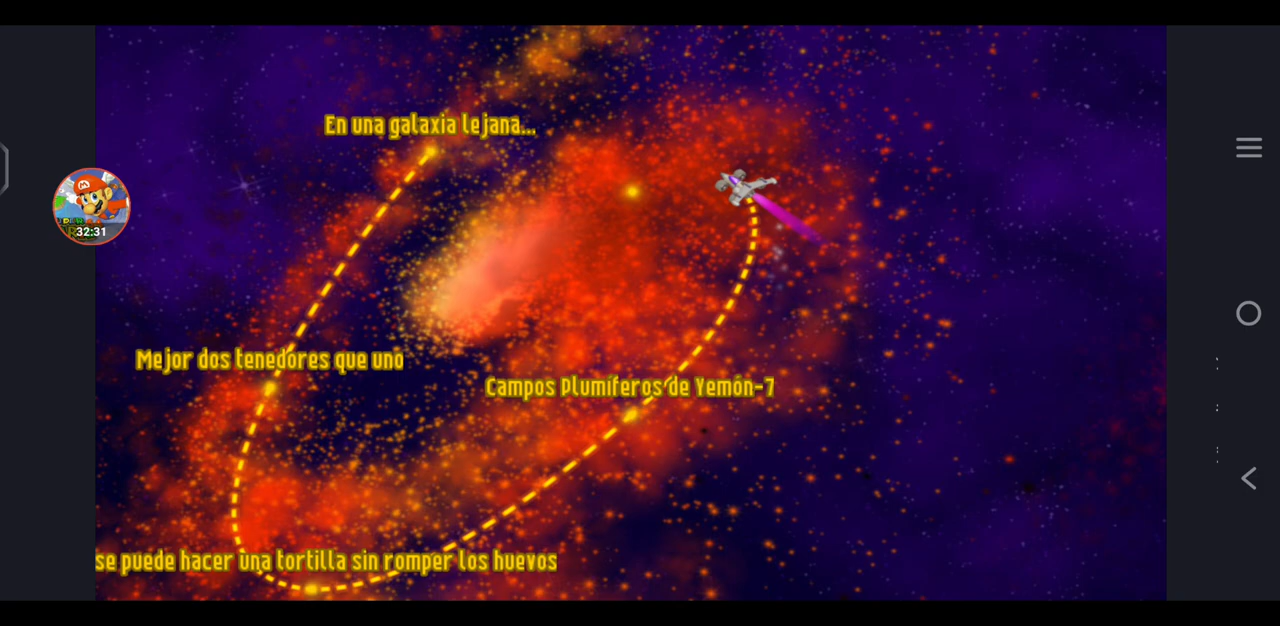 En una galaxia lejana...
32:31
Mejor dos tenedores que uno
Campos Plumíferos de Yemón-7
se puede hacer una tortilla sin romper los huevos